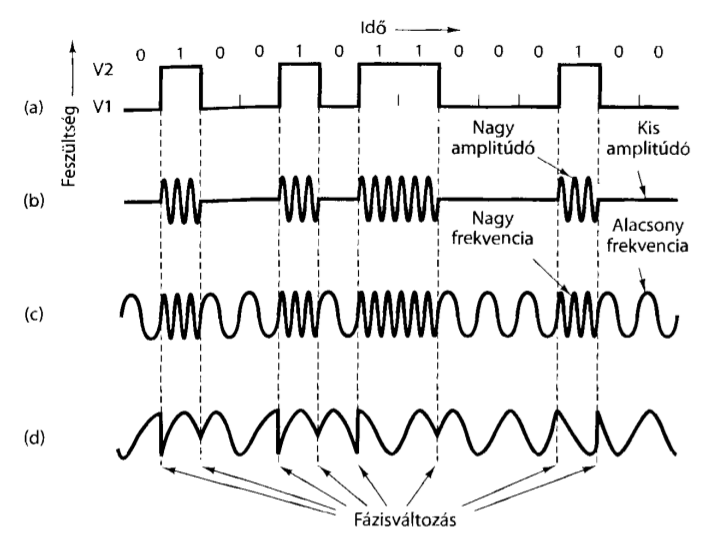 Idő
0 1 0 0 1 0 1 1 0 0 0 1 0 0
V2
Feszültség
(a)
V1
Nagy
amplitúdó
Kis
amplitúdó
(b)
Nagy
frekvencia
Alacsony
frekvencia
(c)
(d)
Fázisváltozás